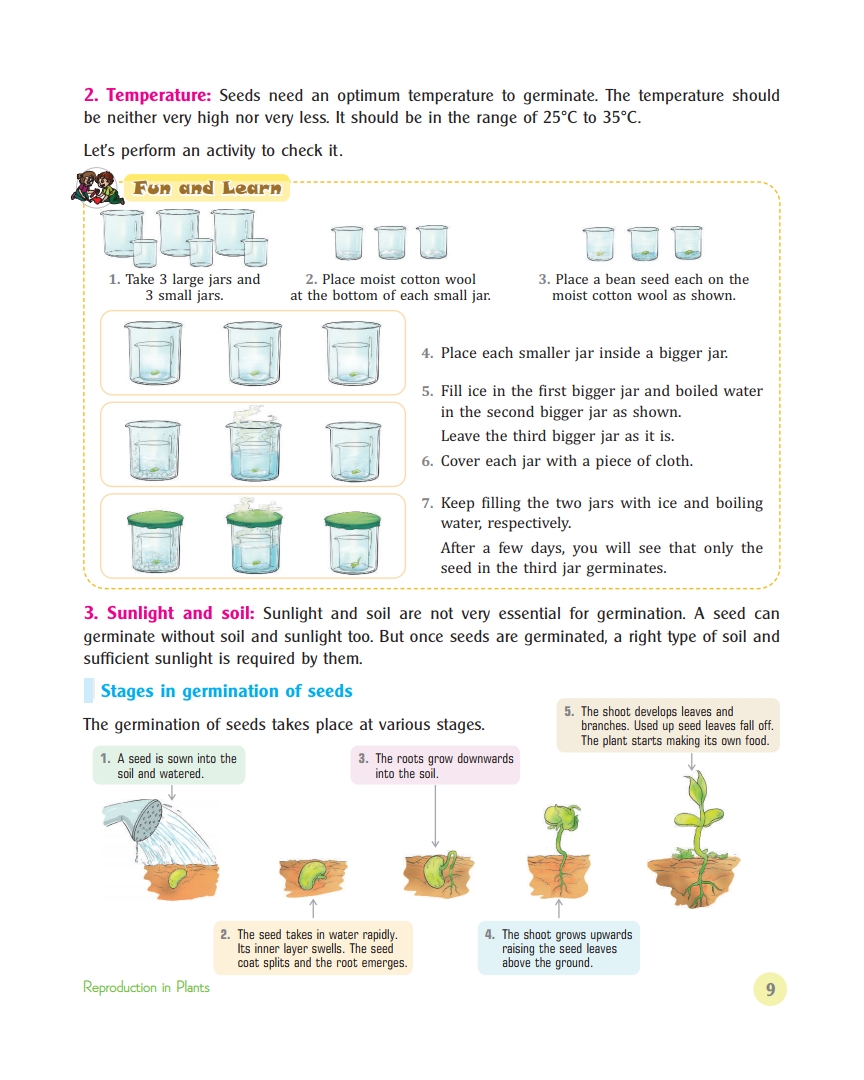 2. Temperature: Seeds need an optimum temperature to germinate. The temperature should
be neither very high nor very less. It should be in the range of 25°C to 35°C.
Let's perform an activity to check it.
Fun and Learn
1. Take 3 large jars and
3 small jars.
2. Place moist cotton wool
at the bottom of each small jar.
3. Place a bean seed each on the
moist cotton wool as shown.
4. Place each smaller jar inside a bigger jar.
5. Fill ice in the first bigger jar and boiled water
in the second bigger jar as shown.
Leave the third bigger jar as it is.
6. Cover each jar with a piece of cloth.
7. Keep filling the two jars with ice and boiling
water, respectively.
After a few days, you will see that only the
seed in the third jar germinates.
3. Sunlight and soil: Sunlight and soil are not very essential for germination. A seed can
germinate without soil and sunlight too. But once seeds are germinated, a right type of soil and
sufficient sunlight is required by them.
Stages in germination of seeds
The germination of seeds takes place at various stages.
1. A seed is sown into the
soil and watered.
2. The seed takes in water rapidly.
Its inner layer swells. The seed
coat splits and the root emerges.
3. The roots grow downwards
into the soil.
4. The shoot grows upwards
raising the seed leaves
above the ground.
5. The shoot develops leaves and
branches. Used up seed leaves fall off.
The plant starts making its own food.
Reproduction in Plants
9